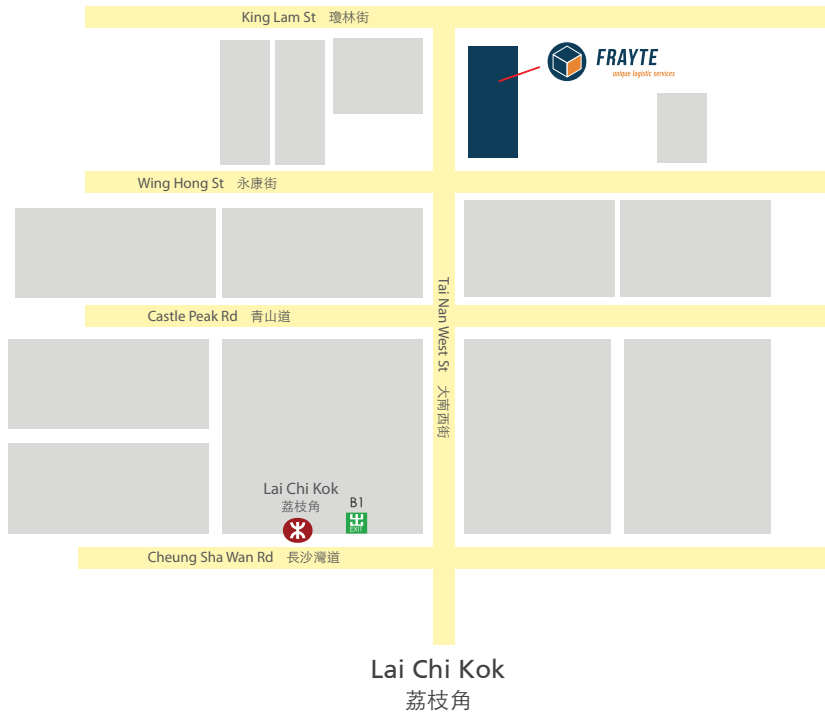 King Lam St 瓊林街
FRAYTE
unique logistic services
Wing Hong St 永康街
Tai Nan West St 大南西街
Castle Peak Rd 青山道
Lai Chi Kok
荔枝角
B1
出
EXIT
Cheung Sha Wan Rd 長沙灣道
Lai Chi Kok
荔枝角